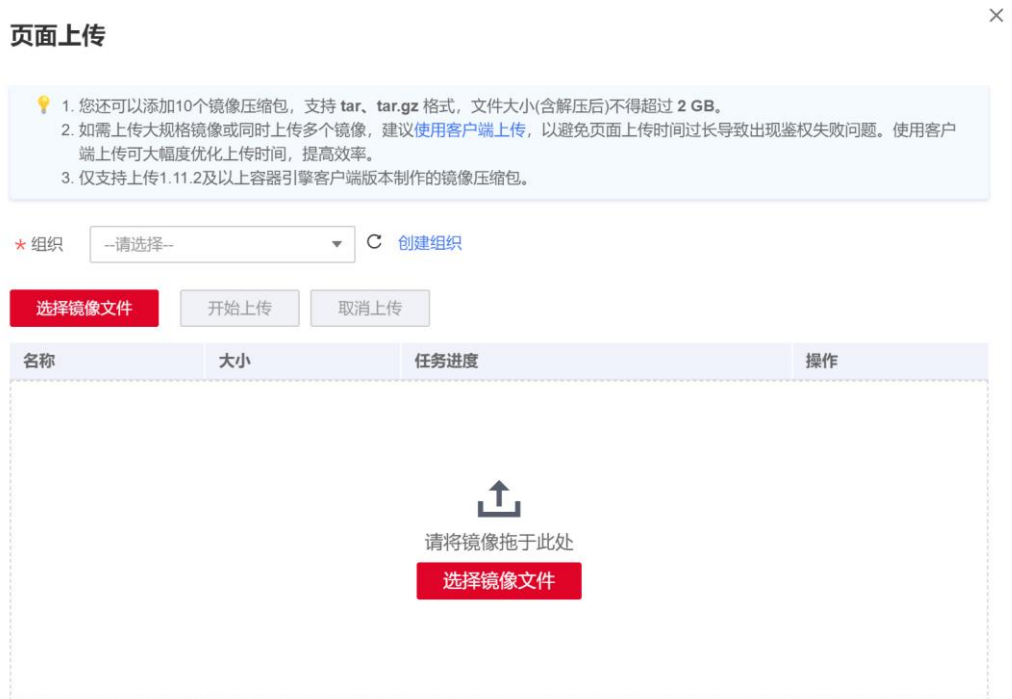 页面上传
1. 您还可以添加10个镜像压缩包，支持 tar、tar.gz 格式，文件大小(含解压后)不得超过 2 GB。
2. 如需上传大规格镜像或同时上传多个镜像，建议使用客户端上传，以避免页面上传时间过长导致出现鉴权失败问题。使用客户
端上传可大幅度优化上传时间，提高效率。
3. 仅支持上传1.11.2及以上容器引擎客户端版本制作的镜像压缩包。
* 组织 --请选择-- 创建组织
选择镜像文件 开始上传 取消上传
名称 大小 任务进度 操作
请将镜像拖于此处
选择镜像文件